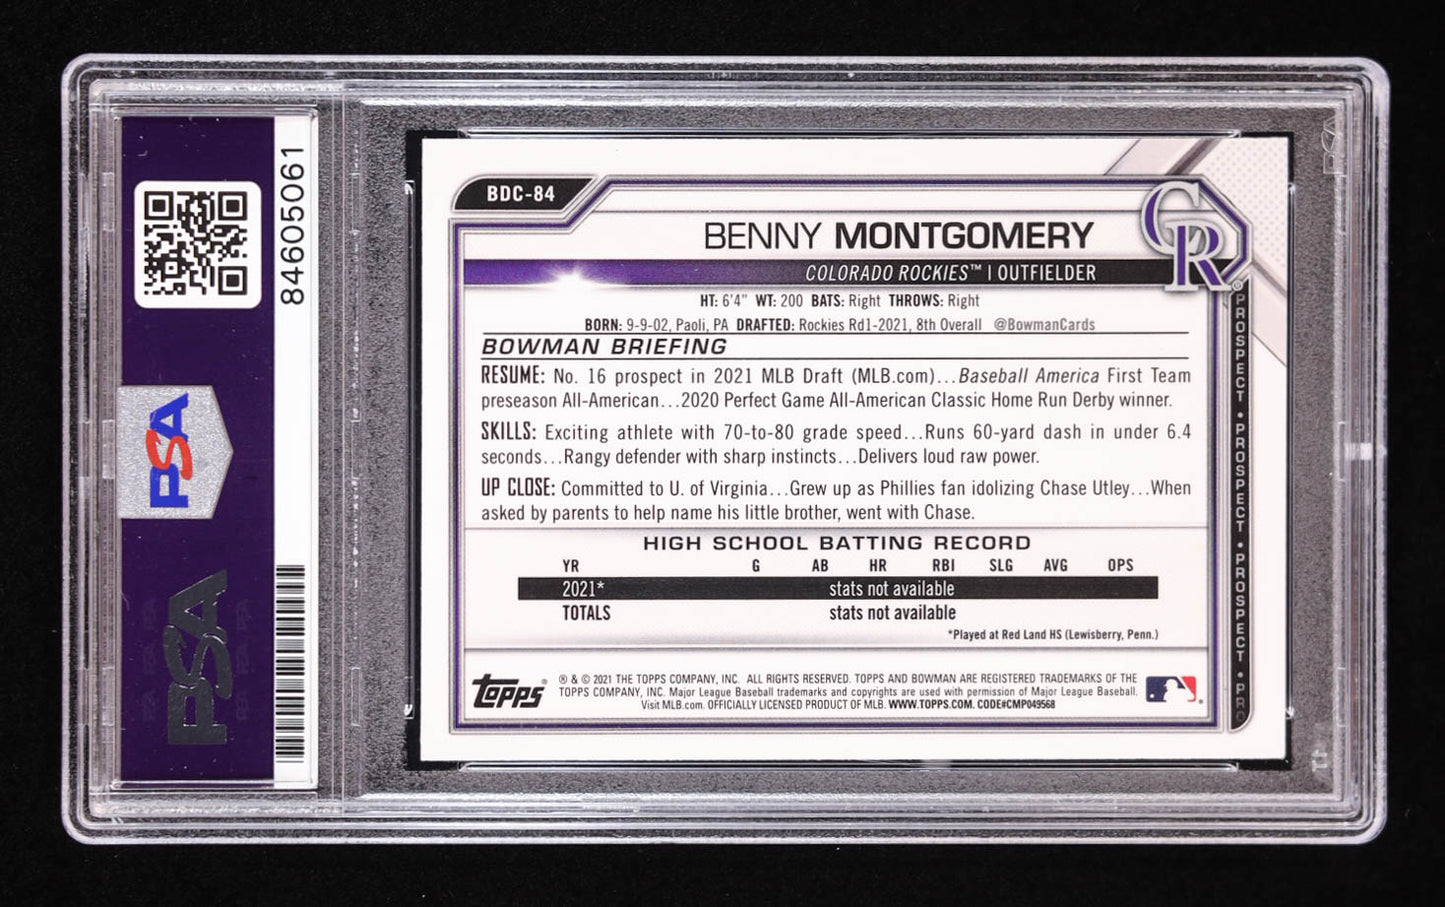 84605061
PSA
PSA
BDC-84
BENNY MONTGOMERY
CR
COLORADO ROCKIES™ | OUTFIELDER
HT: 6'4" WT: 200 BATS: Right THROWS: Right
BORN: 9-9-02, Paoli, PA DRAFTED: Rockies Rd1-2021, 8th Overall @BowmanCards
BOWMAN BRIEFING
RESUME: No. 16 prospect in 2021 MLB Draft (MLB.com)...Baseball America First Team
preseason All-American...2020 Perfect Game All-American Classic Home Run Derby winner.
SKILLS: Exciting athlete with 70-to-80 grade speed...Runs 60-yard dash in under 6.4
seconds...Rangy defender with sharp instincts...Delivers loud raw power.
UP CLOSE: Committed to U. of Virginia...Grew up as Phillies fan idolizing Chase Utley...When
asked by parents to help name his little brother, went with Chase.
HIGH SCHOOL BATTING RECORD
YR G AB HR RBI SLG AVG OPS
2021* stats not available
TOTALS stats not available
*Played at Red Land HS (Lewisberry, Penn.)
topps®
® & © 2021 THE TOPPS COMPANY, INC. ALL RIGHTS RESERVED. TOPPS AND BOWMAN ARE REGISTERED TRADEMARKS OF THE
TOPPS COMPANY, INC. Major League Baseball trademarks and copyrights are used with permission of Major League Baseball.
Visit MLB.com. OFFICIALLY LICENSED PRODUCT OF MLB. WWW.TOPPS.COM. CODE#CMP049568
PROSPECT • PROSPECT • PROSPECT • PRO